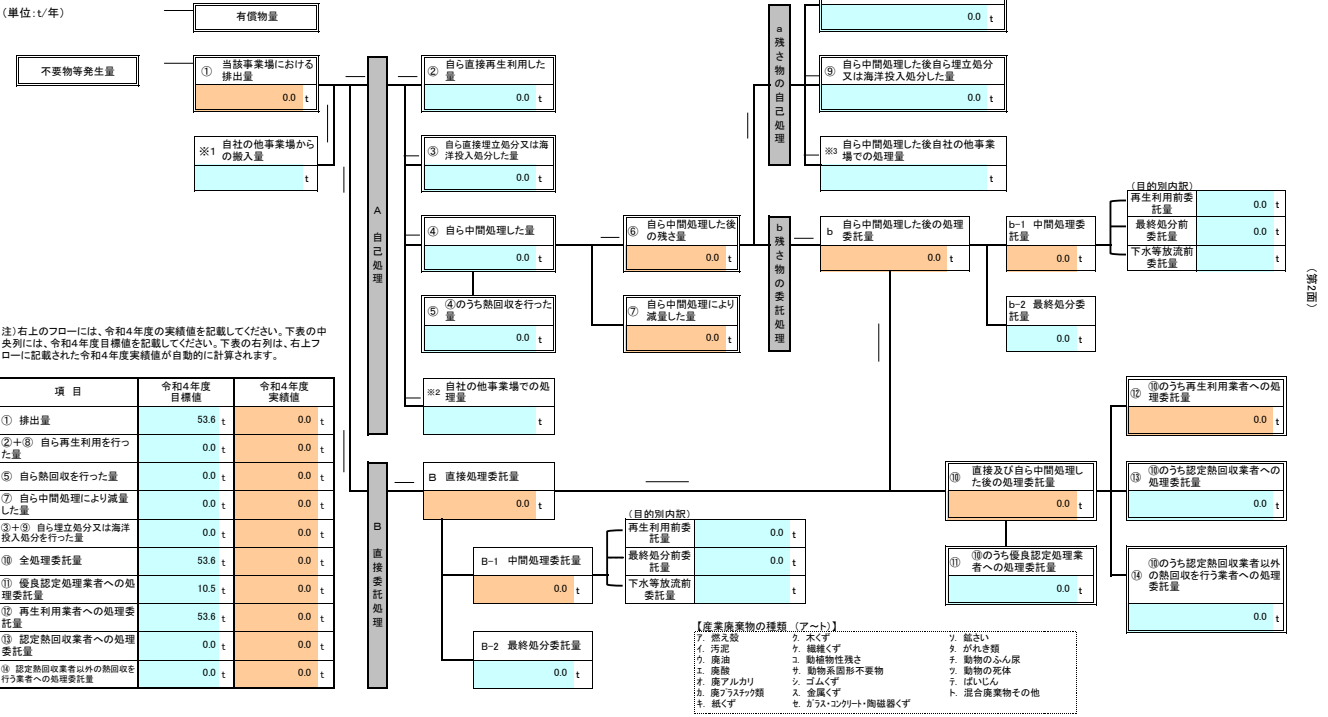 (単位:t/年)
有償物量
不要物等発生量
① 当該事業場における
排出量
0.0 t
※1 自社の他事業場から
の搬入量
t
A 自己処理
② 自ら直接再生利用した
量
0.0 t
③ 自ら直接埋立処分又は海
洋投入処分した量
0.0 t
④ 自ら中間処理した量
0.0 t
⑤ ④のうち熱回収を行った
量
0.0 t
※2 自社の他事業場での処
理量
t
⑥ 自ら中間処理した後
の残さ量
0.0 t
⑦ 自ら中間処理により
減量した量
0.0 t
a 残さ物の自己処理
0.0 t
⑨ 自ら中間処理した後自ら埋立処分
又は海洋投入処分した量
0.0 t
※3 自ら中間処理した後自社の他事業
場での処理量
t
b 残さ物の委託処理
b 自ら中間処理した後の処理
委託量
0.0 t
b-1 中間処理委
託量
0.0 t
(目的別内訳)
再生利用前委
託量
0.0 t
最終処分前
委託量
0.0 t
下水等放流前
委託量
b-2 最終処分委
託量
0.0 t
(第2面)
注)右上のフローには、令和4年度の実績値を記載してください。下表の中
央列には、令和4年度目標値を記載してください。下表の右列は、右上フ
ローに記載された令和4年度実績値が自動的に計算されます。
項 目 令和4年度
目標値 令和4年度
実績値
① 排出量 53.6 t 0.0 t
②+⑧ 自ら再生利用を行っ
た量 0.0 t 0.0 t
⑤ 自ら熱回収を行った量 0.0 t 0.0 t
⑦ 自ら中間処理により減量
した量 0.0 t 0.0 t
③+⑨ 自ら埋立処分又は海洋
投入処分を行った量 0.0 t 0.0 t
⑩ 全処理委託量 53.6 t 0.0 t
⑪ 優良認定処理業者への処
理委託量 10.5 t 0.0 t
⑫ 再生利用業者への処理委
託量 53.6 t 0.0 t
⑬ 認定熱回収業者への処理
委託量 0.0 t 0.0 t
⑭ 認定熱回収業者以外の熱回収を
行う業者への処理委託量 0.0 t 0.0 t
B 直接委託処理
B 直接処理委託量
0.0 t
B-1 中間処理委託量
0.0 t
(目的別内訳)
再生利用前委
託量
0.0 t
最終処分前委
託量
0.0 t
下水等放流前
委託量
B-2 最終処分委託量
0.0 t
⑩ 直接及び自ら中間処理し
た後の処理委託量
0.0 t
⑪ ⑩のうち優良認定処理業
者への処理委託量
0.0 t
⑫ ⑩のうち再生利用業者への処
理委託量
0.0 t
⑬ ⑩のうち認定熱回収業者への
処理委託量
0.0 t
⑭ ⑩のうち認定熱回収業者以外
の熱回収を行う業者への処理
委託量
0.0 t
【産業廃棄物の種類 (ア~ト)】
ア. 燃え殻 ク. 木くず ソ. 鉱さい
イ. 汚泥 ケ. 繊維くず タ. がれき類
ウ. 廃油 コ. 動植物性残さ チ. 動物のふん尿
エ. 廃酸 サ. 動物系固形不要物 ツ. 動物の死体
オ. 廃アルカリ シ. ゴムくず テ. ばいじん
カ. 廃プラスチック類 ス. 金属くず ト. 混合廃棄物その他
キ. 紙くず セ. ガラス・コンクリート・陶磁器くず